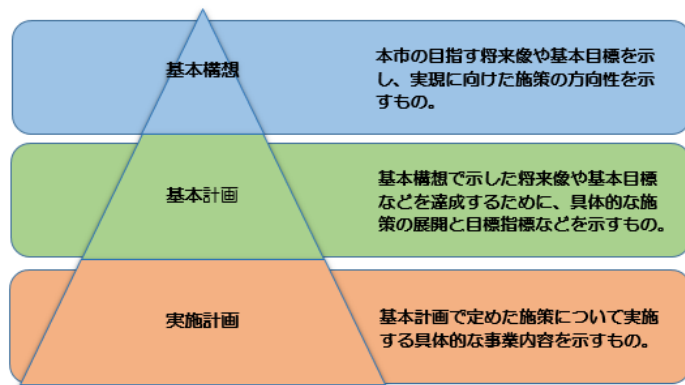 基本構想
本市の目指す将来像や基本目標を示
し、実現に向けた施策の方向性を示
すもの。
基本計画
基本構想で示した将来像や基本目標
などを達成するために、具体的な施
策の展開と目標指標などを示すもの。
実施計画
基本計画で定めた施策について実施
する具体的な事業内容を示すもの。